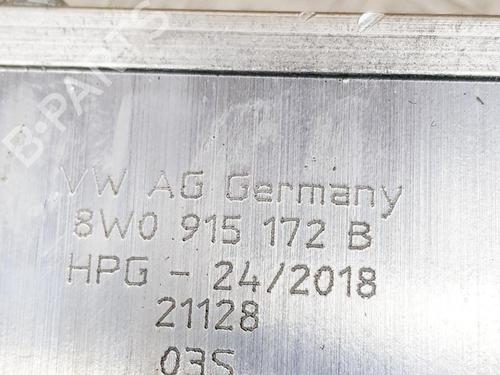 B-PARTS
VW AG Germany
8W0 915 172 B
HPG - 24/2018
21128
03S